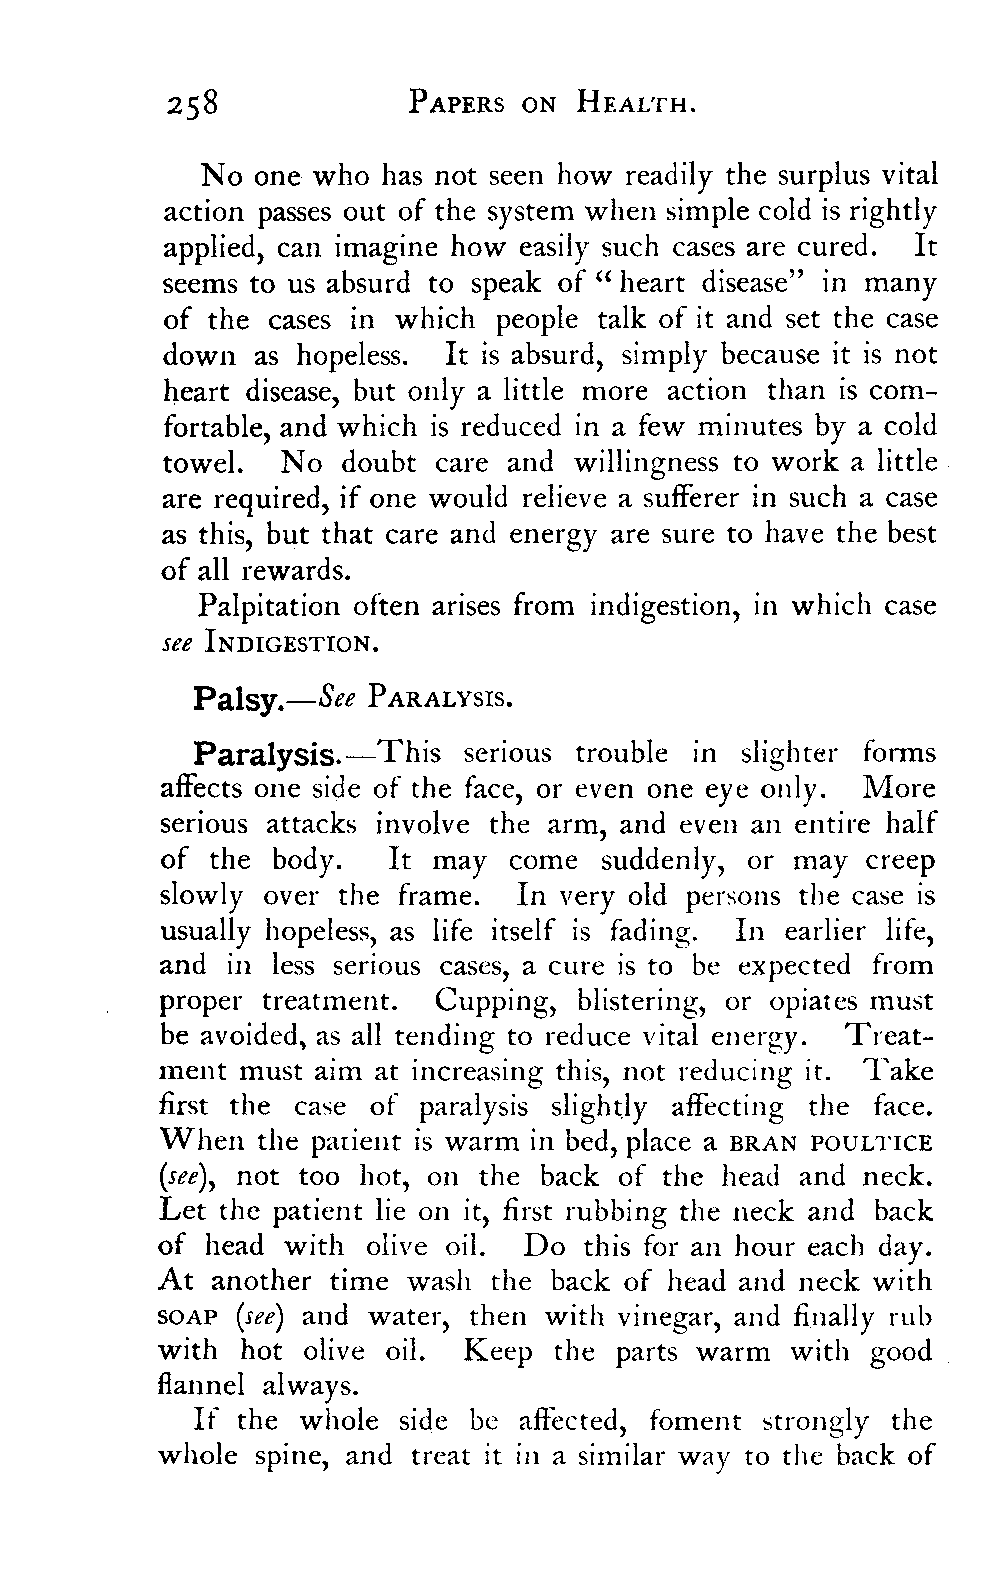 258 PAPERS ON HEALTH.
No one who has not seen how readily the surplus vital
action passes out of the system when simple cold is rightly
applied, can imagine how easily such cases are cured. It
seems to us absurd to speak of “heart disease” in many
of the cases in which people talk of it and set the case
down as hopeless. It is absurd, simply because it is not
heart disease, but only a little more action than is com-
fortable, and which is reduced in a few minutes by a cold
towel. No doubt care and willingness to work a little
are required, if one would relieve a sufferer in such a case
as this, but that care and energy are sure to have the best
of all rewards.
Palpitation often arises from indigestion, in which case
see INDIGESTION.
Palsy.—See PARALYSIS.
Paralysis.—This serious trouble in slighter forms
affects one side of the face, or even one eye only. More
serious attacks involve the arm, and even an entire half
of the body. It may come suddenly, or may creep
slowly over the frame. In very old persons the case is
usually hopeless, as life itself is fading. In earlier life,
and in less serious cases, a cure is to be expected from
proper treatment. Cupping, blistering, or opiates must
be avoided, as all tending to reduce vital energy. Treat-
ment must aim at increasing this, not reducing it. Take
first the case of paralysis slightly affecting the face.
When the patient is warm in bed, place a BRAN POULTICE
(see), not too hot, on the back of the head and neck.
Let the patient lie on it, first rubbing the neck and back
of head with olive oil. Do this for an hour each day.
At another time wash the back of head and neck with
SOAP (see) and water, then with vinegar, and finally rub
with hot olive oil. Keep the parts warm with good
flannel always.
If the whole side be affected, foment strongly the
whole spine, and treat it in a similar way to the back of